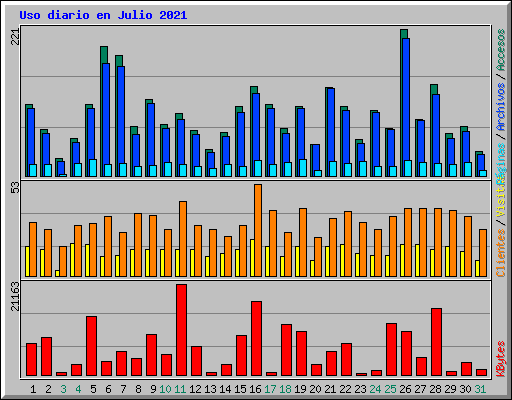 Uso diario en Julio 2021
221
53
21163
Accesos / Archivos / Páginas
Visitas / Clientes
KBytes
1 2 3 4 5 6 7 8 9 10 11 12 13 14 15 16 17 18 19 20 21 22 23 24 25 26 27 28 29 30 31